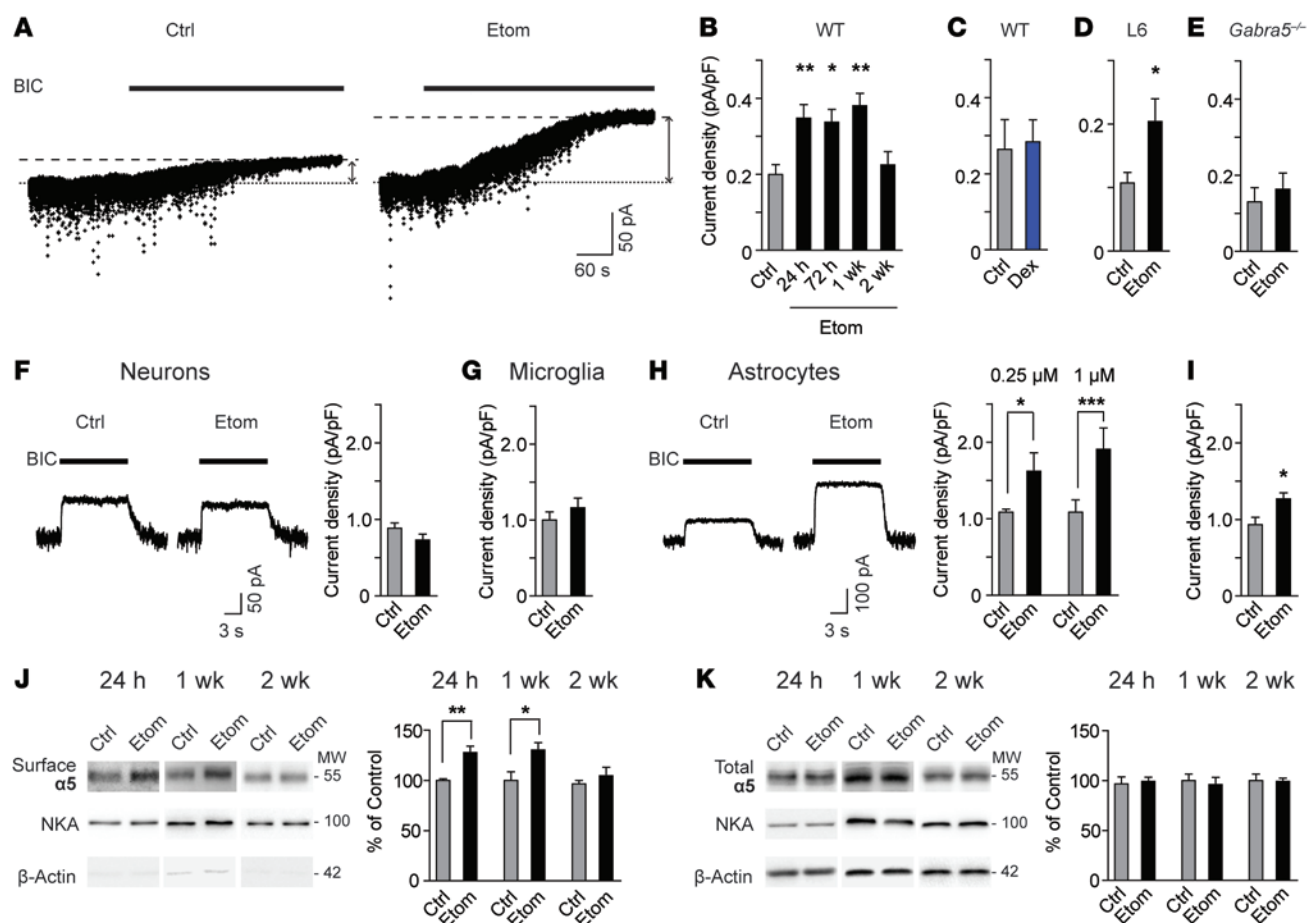 A
Ctrl
Etom
BIC
50 pA
60 s
B
WT
Current density (pA/pF)
0.4
0.2
0
**
*
**
Ctrl
24 h
72 h
1 wk
2 wk
Etom
C
WT
0.4
0.2
0
Ctrl
Dex
D
L6
*
0.2
0
Ctrl
Etom
E
Gabra5–/–
0.4
0.2
0
Ctrl
Etom
F
Neurons
Ctrl
Etom
BIC
50 pA
3 s
Current density (pA/pF)
2.0
1.0
0
Ctrl
Etom
G
Microglia
Current density (pA/pF)
2.0
1.0
0
Ctrl
Etom
H
Astrocytes
Ctrl
Etom
BIC
100 pA
3 s
Current density (pA/pF)
0.25 µM
1 µM
*
***
2.0
1.0
0
Ctrl
Etom
Ctrl
Etom
I
Current density (pA/pF)
*
2.0
1.0
0
Ctrl
Etom
J
24 h
1 wk
2 wk
Ctrl
Etom
Ctrl
Etom
Ctrl
Etom
MW
Surface
α5
- 55
NKA
- 100
β-Actin
- 42
24 h
1 wk
2 wk
% of Control
150
100
50
0
**
*
Ctrl
Etom
Ctrl
Etom
Ctrl
Etom
K
24 h
1 wk
2 wk
Ctrl
Etom
Ctrl
Etom
Ctrl
Etom
MW
Total
α5
- 55
NKA
- 100
β-Actin
- 42
24 h
1 wk
2 wk
% of Control
150
100
50
0
Ctrl
Etom
Ctrl
Etom
Ctrl
Etom